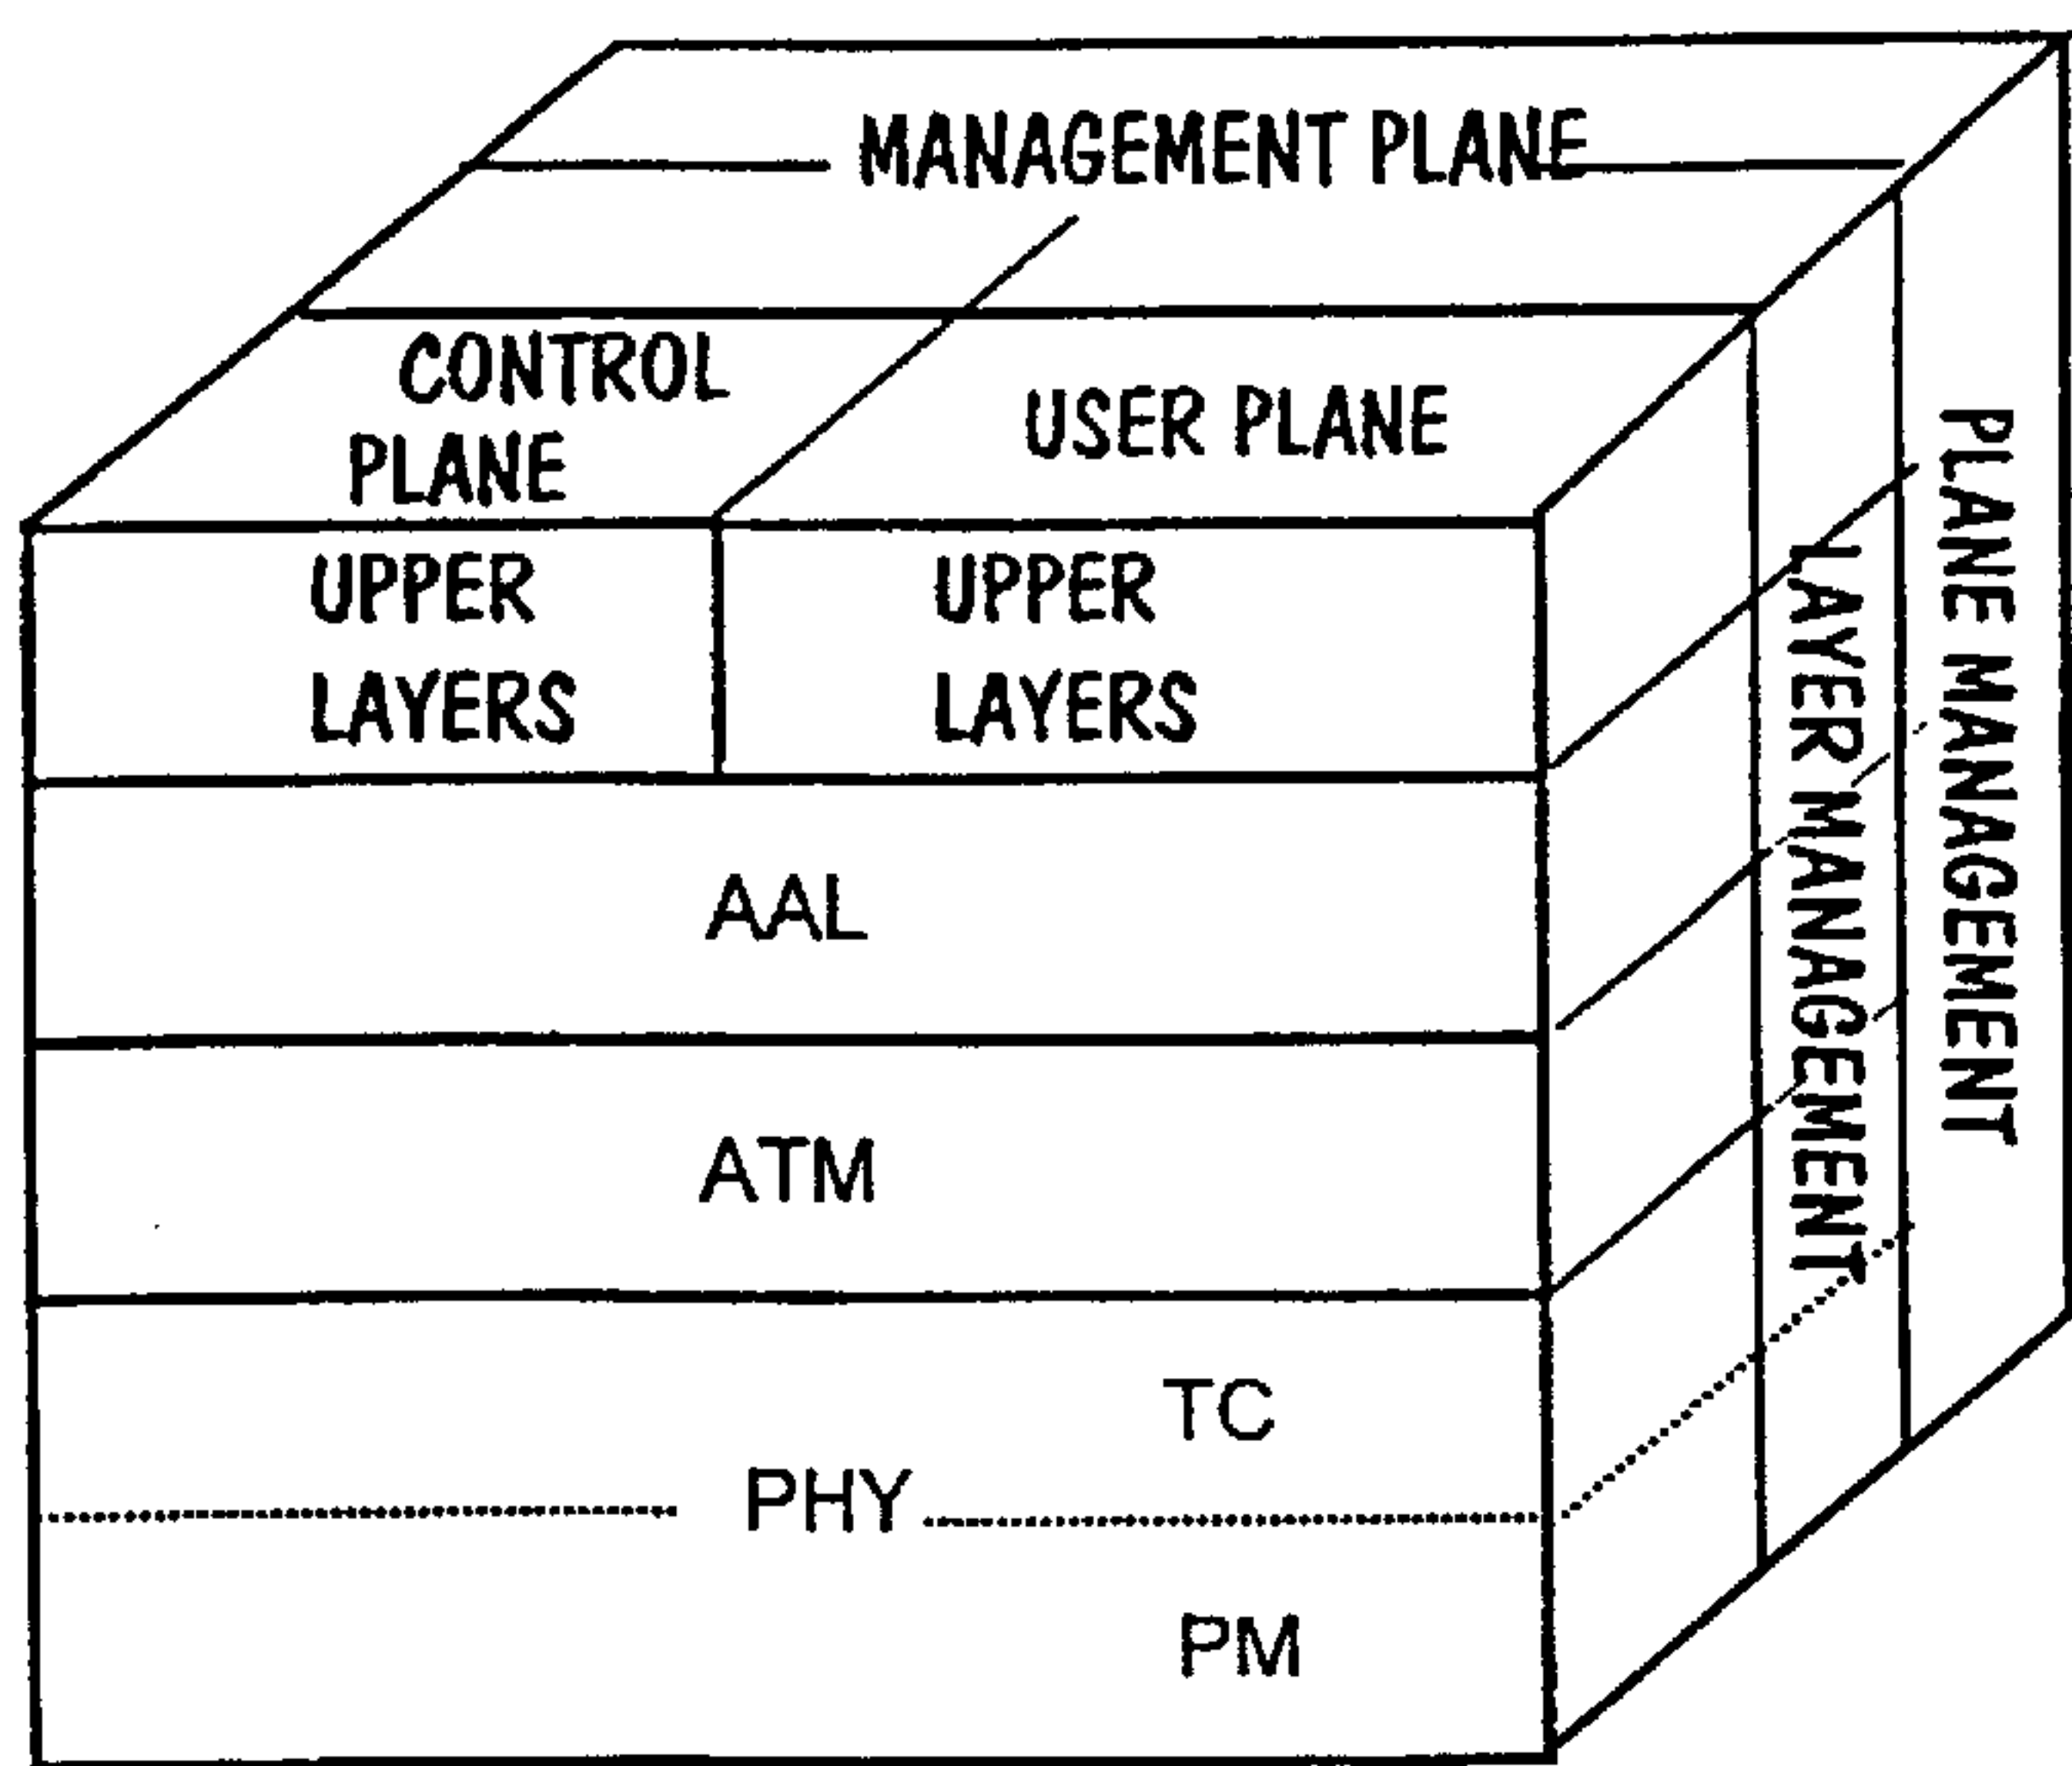 MANAGEMENT PLANE
CONTROL
PLANE
USER PLANE
UPPER
LAYERS
UPPER
LAYERS
AAL
ATM
TC
PHY
PM
LAYER MANAGEMENT
PLANE MANAGEMENT